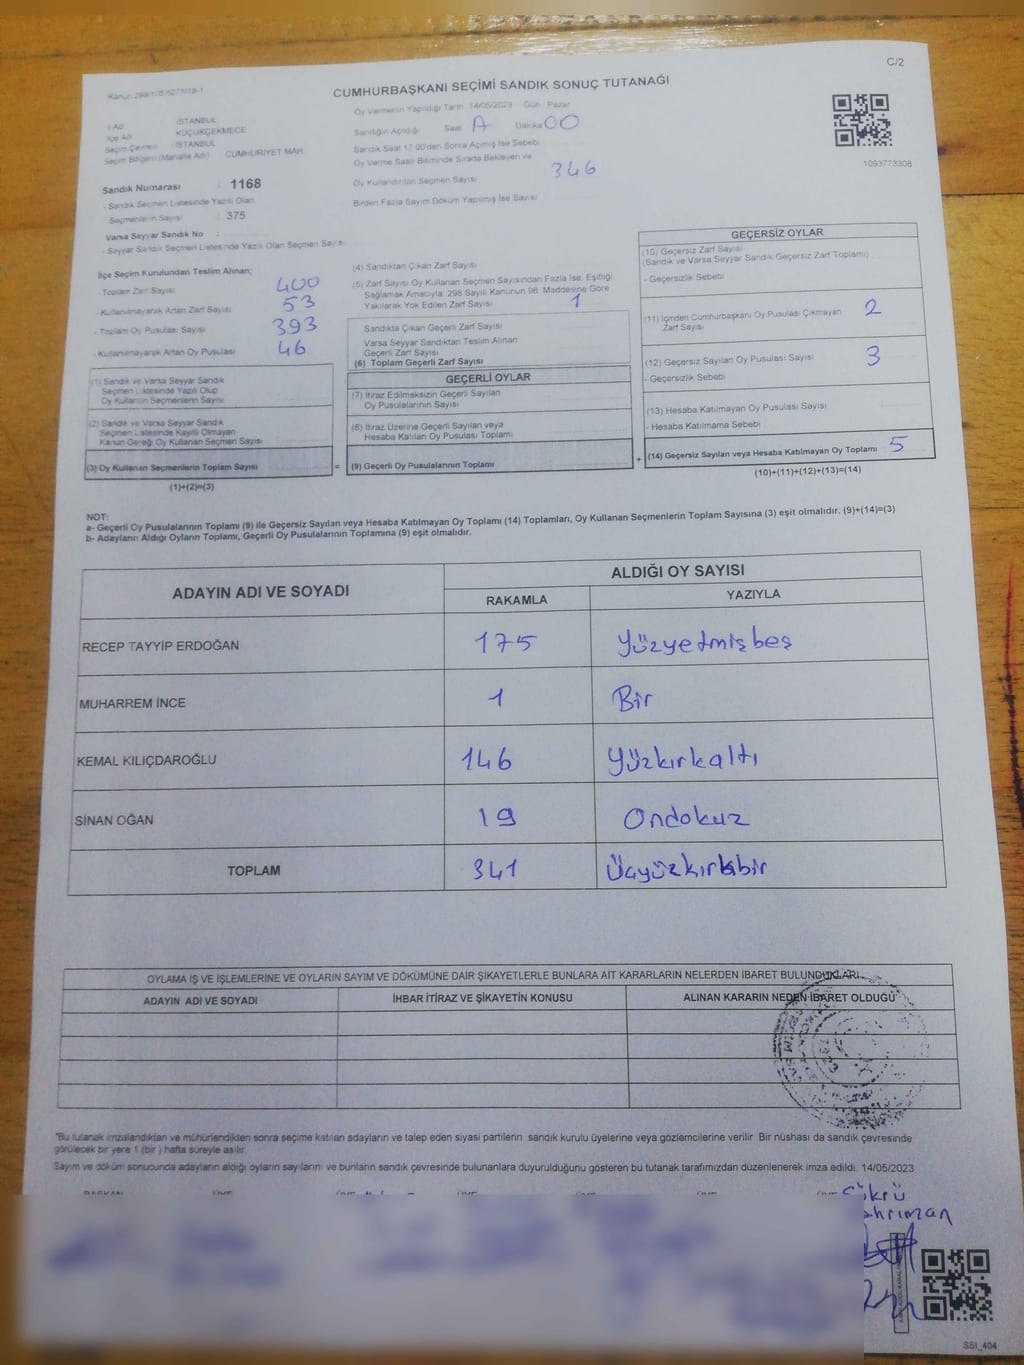 C/2
Kanun 298/1/B 5271/18-1
CUMHURBAŞKANI SEÇİMİ SANDIK SONUÇ TUTANAĞI
Oy Vermenin Yapıldığı Tarih 14/05/2023 Gün Pazar
İl Adı İSTANBUL
İlçe Adı KÜÇÜKÇEKMECE
Seçim Çevresi İSTANBUL
Seçim Bölgesi (Mahalle Adı) CUMHURİYET MAH.
Sandığın Açıldığı Saat A Dakika 00
Sandık Saat 17:00'den Sonra Açılmış İse Sebebi
Oy Verme Saati Bitiminde Sırada Bekleyen ve
Oy Kullandırılan Seçmen Sayısı 346
Birden Fazla Sayım Döküm Yapılmış İse Sayısı
1093773308
Sandık Numarası : 1168
- Sandık Seçmen Listesinde Yazılı Olan
Seçmenlerin Sayısı : 375
Varsa Seyyar Sandık No :
- Seyyar Sandık Seçmen Listesinde Yazılı Olan Seçmen Sayısı
İlçe Seçim Kurulundan Teslim Alınan;
- Toplam Zarf Sayısı 400
- Kullanılmayarak Artan Zarf Sayısı 53
- Toplam Oy Pusulası Sayısı 393
- Kullanılmayarak Artan Oy Pusulası 46
(1) Sandık ve Varsa Seyyar Sandık
Seçmen Listesinde Yazılı Olup
Oy Kullanan Seçmenlerin Sayısı
(2) Sandık ve Varsa Seyyar Sandık
Seçmen Listesinde Kayıtlı Olmayan
Kanun Gereği Oy Kullanan Seçmen Sayısı
(3) Oy Kullanan Seçmenlerin Toplam Sayısı
(1)+(2)=(3)
(4) Sandıktan Çıkan Zarf Sayısı
(5) Zarf Sayısı Oy Kullanan Seçmen Sayısından Fazla İse, Eşitliği
Sağlamak Amacıyla, 298 Sayılı Kanunun 98. Maddesine Göre
Yakılarak Yok Edilen Zarf Sayısı 1
Sandıkta Çıkan Geçerli Zarf Sayısı
Varsa Seyyar Sandıktan Teslim Alınan
Geçerli Zarf Sayısı
(6) Toplam Geçerli Zarf Sayısı
GEÇERLİ OYLAR
(7) İtiraz Edilmeksizin Geçerli Sayılan
Oy Pusulalarının Sayısı
(8) İtiraz Üzerine Geçerli Sayılan veya
Hesaba Katılan Oy Pusulası Toplamı
= (9) Geçerli Oy Pusulalarının Toplamı +
GEÇERSİZ OYLAR
(10) Geçersiz Zarf Sayısı
(Sandık ve Varsa Seyyar Sandık Geçersiz Zarf Toplamı)
- Geçersizlik Sebebi
(11) İçinden Cumhurbaşkanı Oy Pusulası Çıkmayan
Zarf Sayısı 2
(12) Geçersiz Sayılan Oy Pusulası Sayısı 3
- Geçersizlik Sebebi
(13) Hesaba Katılmayan Oy Pusulası Sayısı
- Hesaba Katılmama Sebebi
(14) Geçersiz Sayılan veya Hesaba Katılmayan Oy Toplamı 5
(10)+(11)+(12)+(13)=(14)
NOT:
a- Geçerli Oy Pusulalarının Toplamı (9) ile Geçersiz Sayılan veya Hesaba Katılmayan Oy Toplamı (14) Toplamları, Oy Kullanan Seçmenlerin Toplam Sayısına (3) eşit olmalıdır. (9)+(14)=(3)
b- Adayların Aldığı Oyların Toplamı, Geçerli Oy Pusulalarının Toplamına (9) eşit olmalıdır.
ADAYIN ADI VE SOYADI ALDIĞI OY SAYISI
RAKAMLA YAZIYLA
RECEP TAYYİP ERDOĞAN 175 Yüzyetmişbeş
MUHARREM İNCE 1 Bir
KEMAL KILIÇDAROĞLU 146 Yüzkırkaltı
SİNAN OĞAN 19 Ondokuz
TOPLAM 341 Üçyüzkırkbir
OYLAMA İŞ VE İŞLEMLERİNE VE OYLARIN SAYIM VE DÖKÜMÜNE DAİR ŞİKAYETLERLE BUNLARA AİT KARARLARIN NELERDEN İBARET BULUNDUKLARI
ADAYIN ADI VE SOYADI İHBAR İTİRAZ VE ŞİKAYETİN KONUSU ALINAN KARARIN NEDEN İBARET OLDUĞU
"Bu tutanak imzalandıktan ve mühürlendikten sonra seçime katılan adayların ve talep eden siyasi partilerin sandık kurulu üyelerine veya gözlemcilerine verilir. Bir nüshası da sandık çevresinde
görülecek bir yere 1 (bir) hafta süreyle asılır.
Sayım ve döküm sonucunda adayların aldığı oyların sayılarını ve bunların sandık çevresinde bulunanlara duyurulduğunu gösteren bu tutanak tarafımızdan düzenlenerek imza edildi. 14/05/2023
BAŞKAN ÜYE ÜYE ÜYE ÜYE ÜYE ÜYE
Şükrü
SSI_404